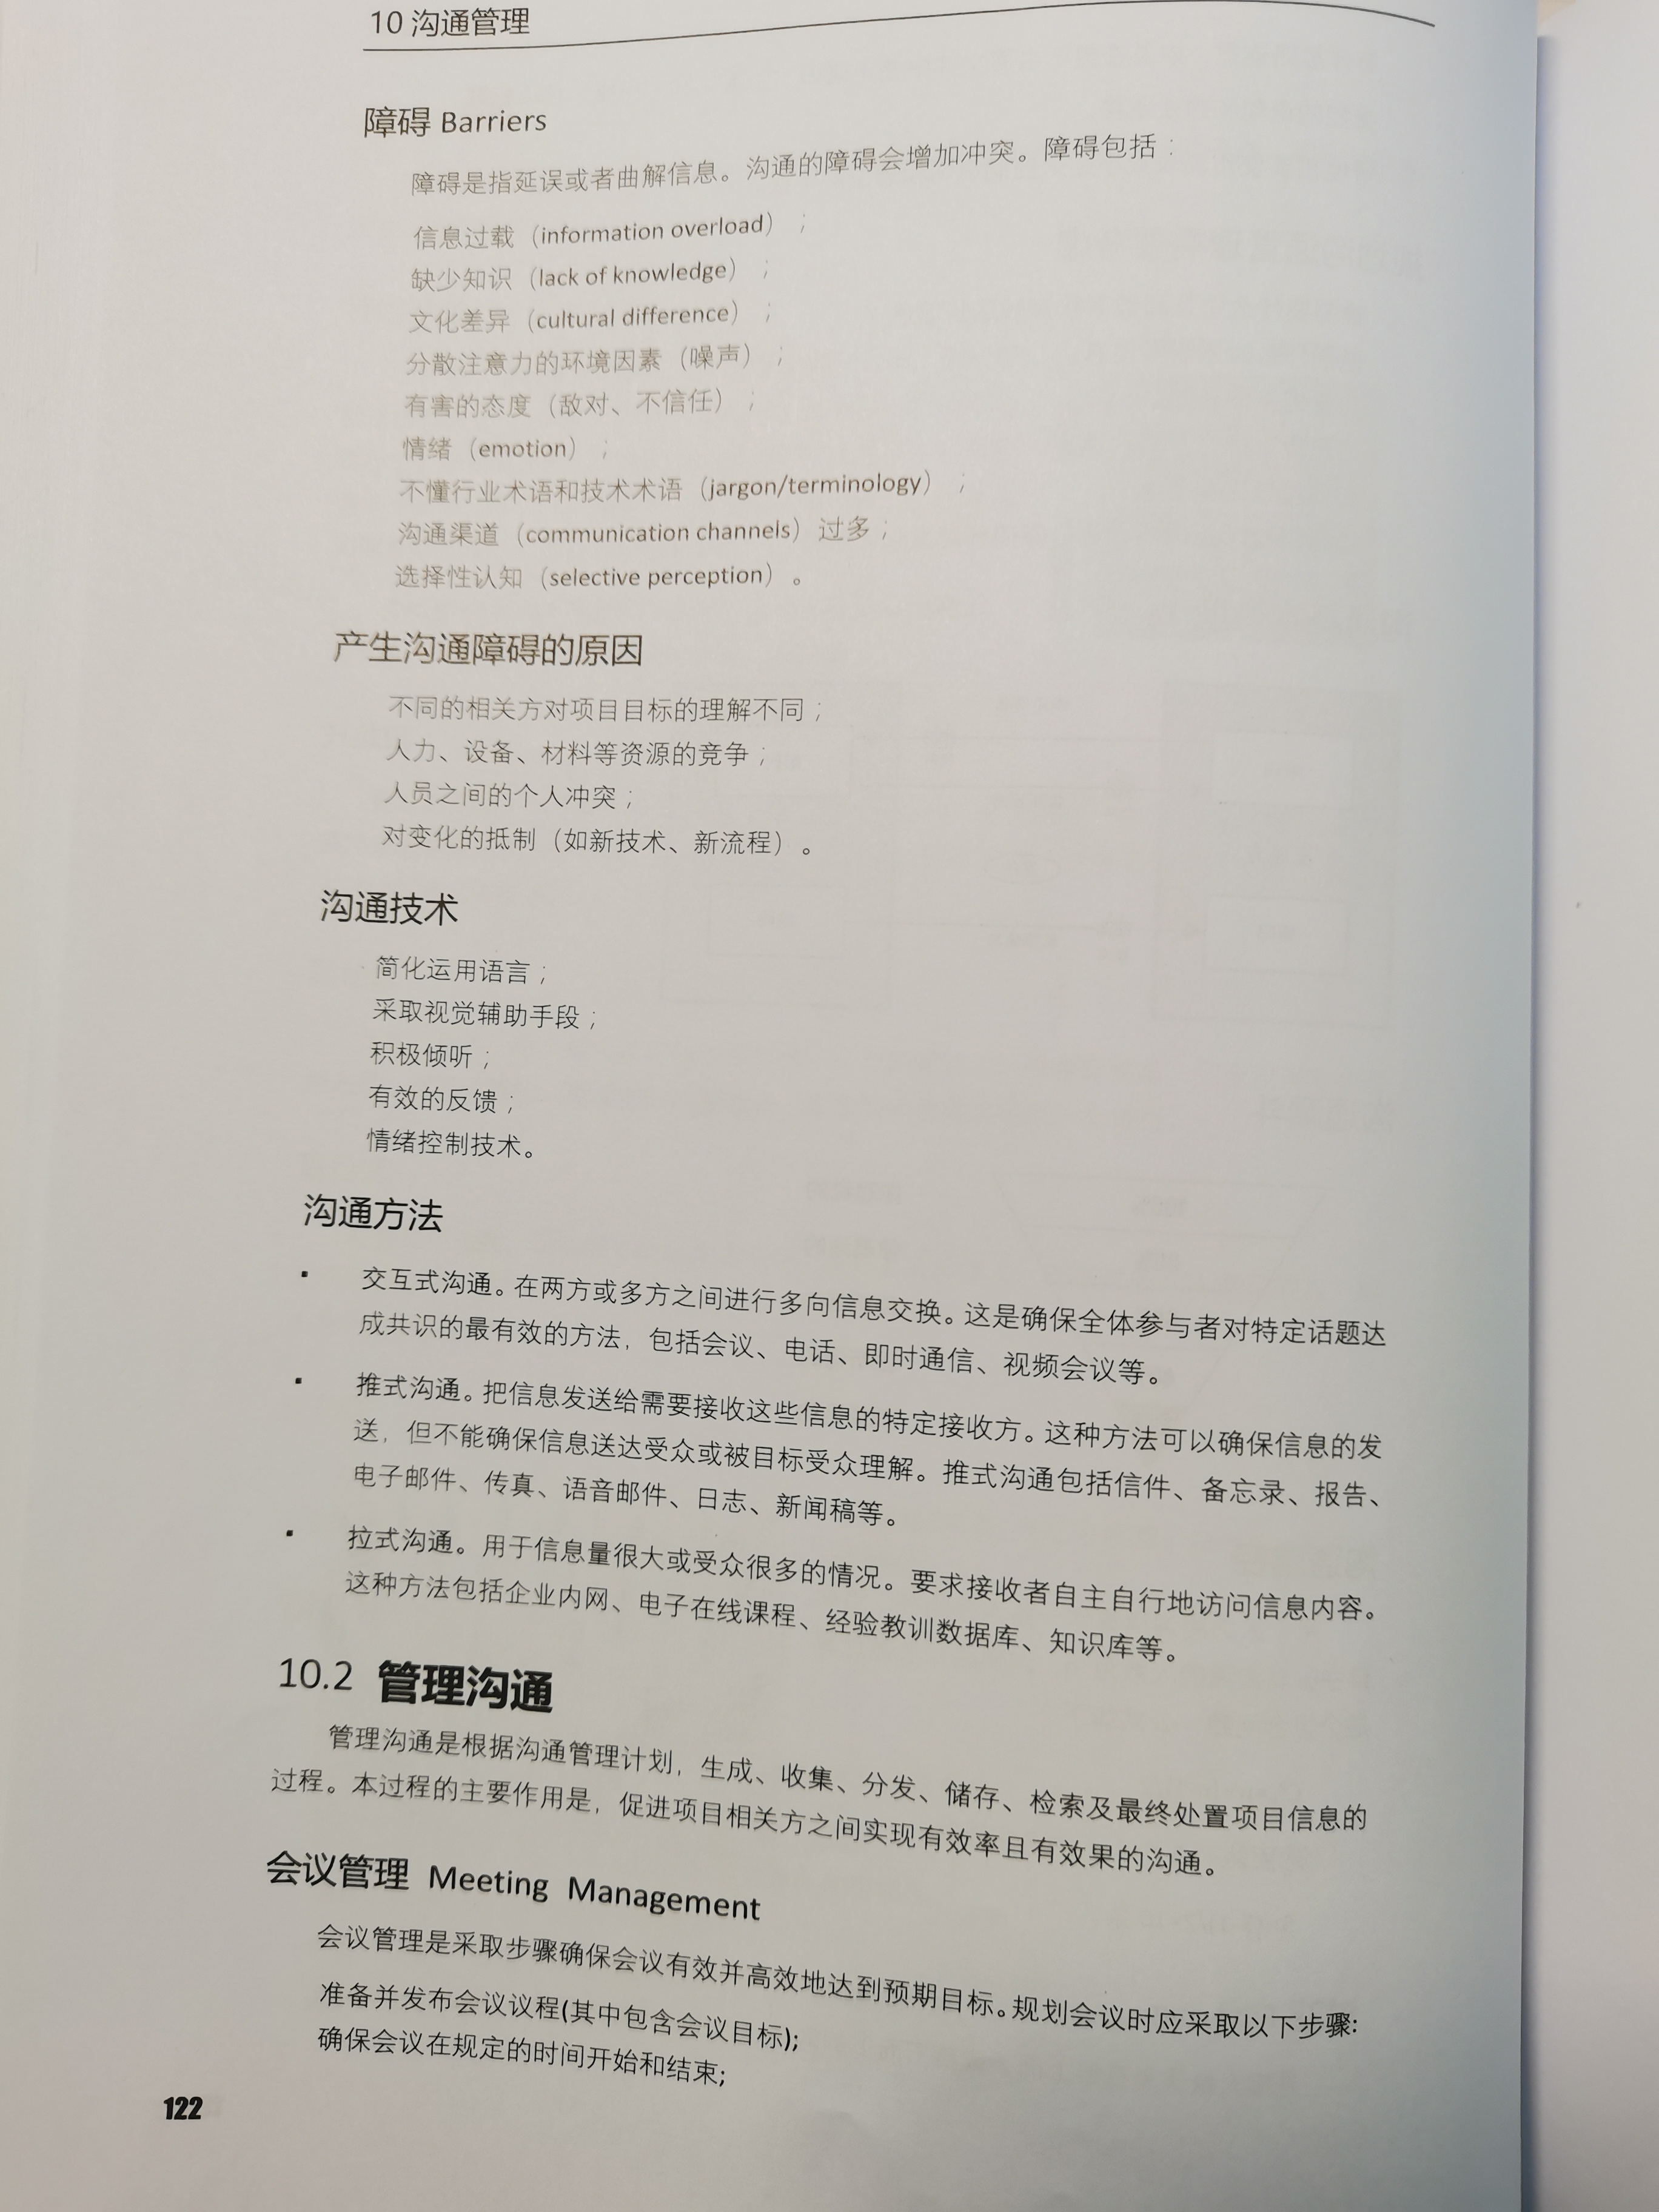 10 沟通管理
障碍 Barriers
障碍是指延误或者曲解信息。沟通的障碍会增加冲突。障碍包括：
信息过载（information overload）；
缺少知识（lack of knowledge）；
文化差异（cultural difference）；
分散注意力的环境因素（噪声）；
有害的态度（敌对、不信任）；
情绪（emotion）；
不懂行业术语和技术术语（jargon/terminology）；
沟通渠道（communication channels）过多；
选择性认知（selective perception）。
产生沟通障碍的原因
不同的相关方对项目目标的理解不同；
人力、设备、材料等资源的竞争；
人员之间的个人冲突；
对变化的抵制（如新技术、新流程）。
沟通技术
简化运用语言；
采取视觉辅助手段；
积极倾听；
有效的反馈；
情绪控制技术。
沟通方法
▪ 交互式沟通。在两方或多方之间进行多向信息交换。这是确保全体参与者对特定话题达
成共识的最有效的方法，包括会议、电话、即时通信、视频会议等。
▪ 推式沟通。把信息发送给需要接收这些信息的特定接收方。这种方法可以确保信息的发
送，但不能确保信息送达受众或被目标受众理解。推式沟通包括信件、备忘录、报告、
电子邮件、传真、语音邮件、日志、新闻稿等。
▪ 拉式沟通。用于信息量很大或受众很多的情况。要求接收者自主自行地访问信息内容。
这种方法包括企业内网、电子在线课程、经验教训数据库、知识库等。
10.2 管理沟通
管理沟通是根据沟通管理计划，生成、收集、分发、储存、检索及最终处置项目信息的
过程。本过程的主要作用是，促进项目相关方之间实现有效率且有效果的沟通。
会议管理 Meeting Management
会议管理是采取步骤确保会议有效并高效地达到预期目标。规划会议时应采取以下步骤:
准备并发布会议议程(其中包含会议目标);
确保会议在规定的时间开始和结束;
122